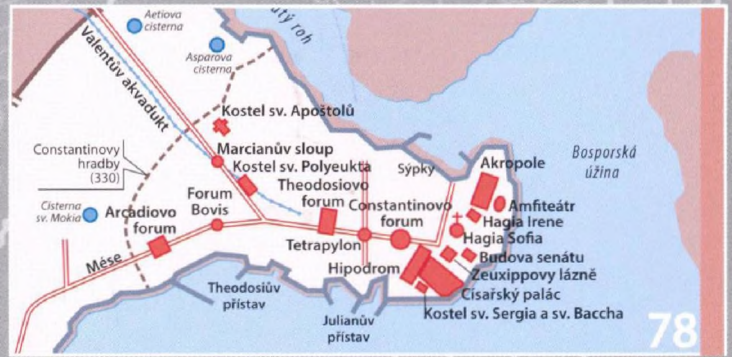 Aetiova
cisterna
Asparova
cisterna
utý roh
Valentův akvadukt
Kostel sv. Apoštolů
Constantinovy
hradby
(330)
Marcianův sloup
Kostel sv. Polyeukta
Sýpky
Akropole
Bosporská
úžina
Cisterna
sv. Mokia
Arcadiovo
forum
Forum
Bovis
Theodosiovo
forum
Constantinovo
forum
Amfiteátr
Hagia Irene
Hagia Sofia
Tetrapylon
Budova senátu
Mése
Hipodrom
Zeuxippovy lázně
Theodosiův
přístav
Julianův
přístav
Císařský palác
Kostel sv. Sergia a sv. Baccha
78